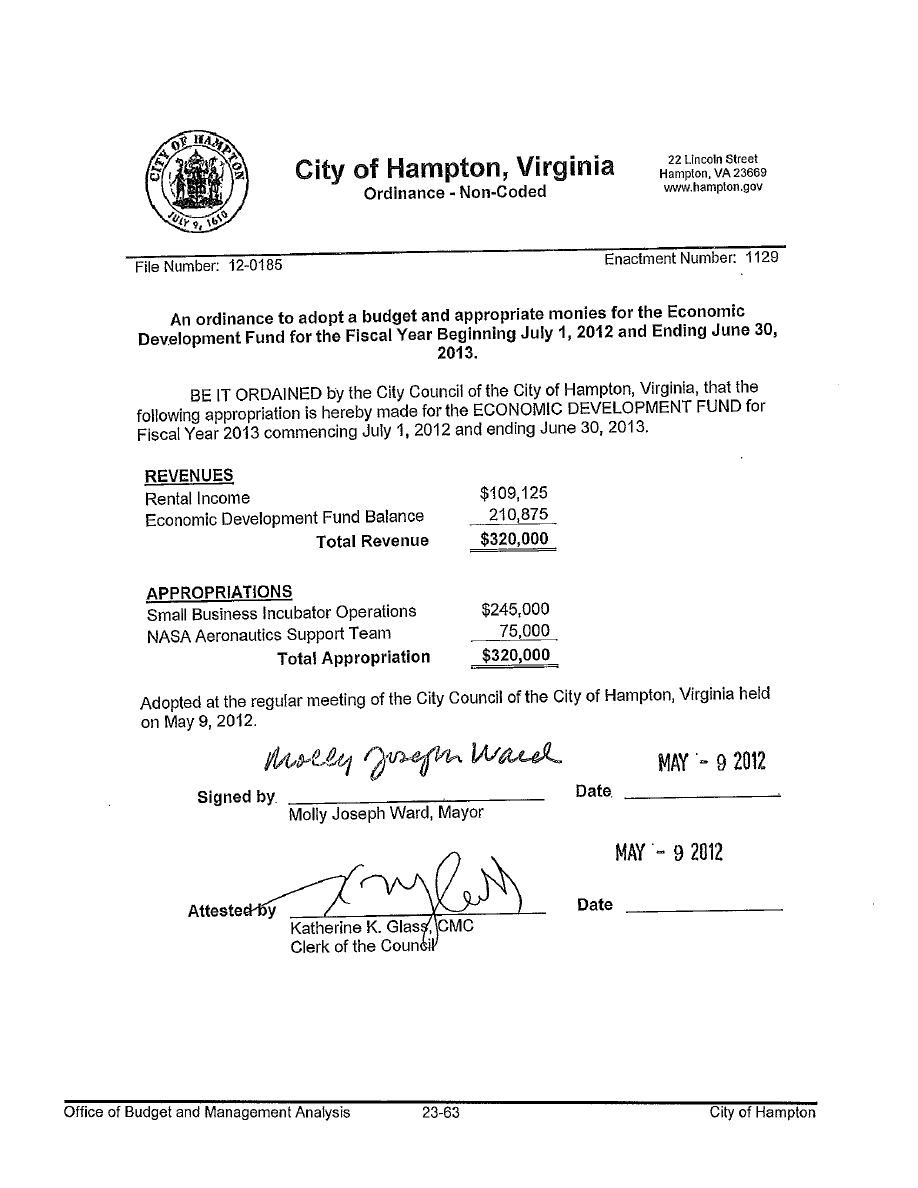 CITY OF HAMPTON
JULY 9, 1610
City of Hampton, Virginia
Ordinance - Non-Coded
22 Lincoln Street
Hampton, VA 23669
www.hampton.gov
File Number: 12-0185
Enactment Number: 1129
An ordinance to adopt a budget and appropriate monies for the Economic
Development Fund for the Fiscal Year Beginning July 1, 2012 and Ending June 30,
2013.
BE IT ORDAINED by the City Council of the City of Hampton, Virginia, that the
following appropriation is hereby made for the ECONOMIC DEVELOPMENT FUND for
Fiscal Year 2013 commencing July 1, 2012 and ending June 30, 2013.
REVENUES
Rental Income $109,125
Economic Development Fund Balance 210,875
Total Revenue $320,000
APPROPRIATIONS
Small Business Incubator Operations $245,000
NASA Aeronautics Support Team 75,000
Total Appropriation $320,000
Adopted at the regular meeting of the City Council of the City of Hampton, Virginia held
on May 9, 2012.
Molly Joseph Ward
MAY - 9 2012
Signed by
Date
Molly Joseph Ward, Mayor
MAY - 9 2012
Attested by
Date
Katherine K. Glass, CMC
Clerk of the Council
Office of Budget and Management Analysis 23-63 City of Hampton